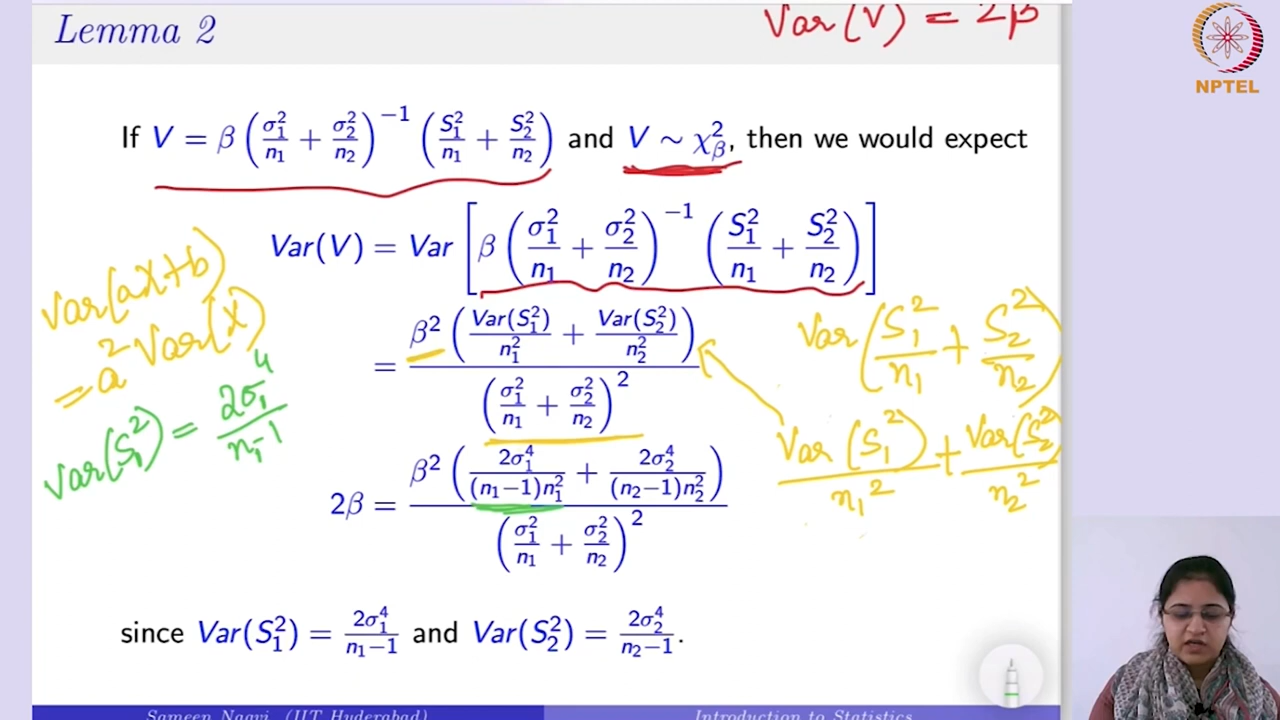 Lemma 2
Var(V) = 2β
NPTEL
If V = β (σ₁²/n₁ + σ₂²/n₂)⁻¹ (S₁²/n₁ + S₂²/n₂) and V ∼ χ²_β, then we would expect
Var(V) = Var [β (σ₁²/n₁ + σ₂²/n₂)⁻¹ (S₁²/n₁ + S₂²/n₂)]
= β² (Var(S₁²)/n₁² + Var(S₂²)/n₂²) / (σ₁²/n₁ + σ₂²/n₂)²
2β = β² (2σ₁⁴/((n₁−1)n₁²) + 2σ₂⁴/((n₂−1)n₂²)) / (σ₁²/n₁ + σ₂²/n₂)²
since Var(S₁²) = 2σ₁⁴/(n₁−1) and Var(S₂²) = 2σ₂⁴/(n₂−1).
Var(ax+b)
= a² Var(x)
Var(S₁²) = 2σ₁⁴/(n₁-1)
Var(S₁²/n₁ + S₂²/n₂)
Var(S₁²)/n₁² + Var(S₂²)/n₂²
Sameen Naqvi (IIT Hyderabad)
Introduction to Statistics